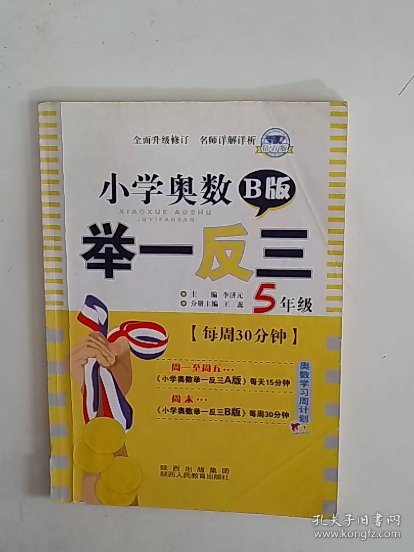 全面升级修订 名师详解详析
小学奥数B版
XIAOXUE AOSHU
JUYIFANSAN
举一反三
主 编 李济元
分册主编 王蕊
5年级
【每周30分钟】
周一至周五…
《小学奥数举一反三A版》每天15分钟
周末…
《小学奥数举一反三B版》每周30分钟
奥数学习周计划
陕西出版集团
陕西人民教育出版社
孔夫子旧书网
www.kongfz.com